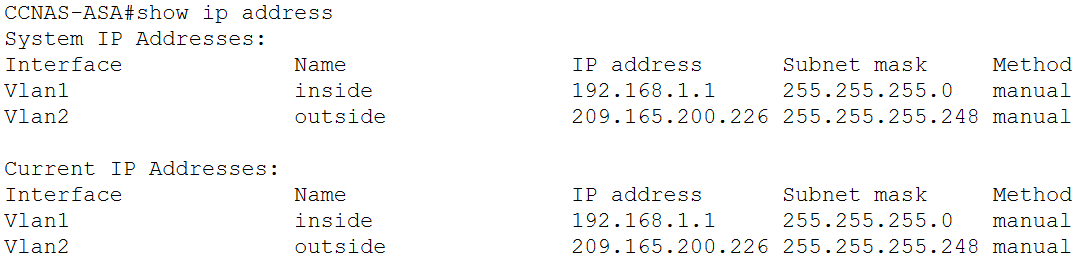 CCNAS-ASA#show ip address
System IP Addresses:
Interface Name IP address Subnet mask Method
Vlan1 inside 192.168.1.1 255.255.255.0 manual
Vlan2 outside 209.165.200.226 255.255.255.248 manual
Current IP Addresses:
Interface Name IP address Subnet mask Method
Vlan1 inside 192.168.1.1 255.255.255.0 manual
Vlan2 outside 209.165.200.226 255.255.255.248 manual